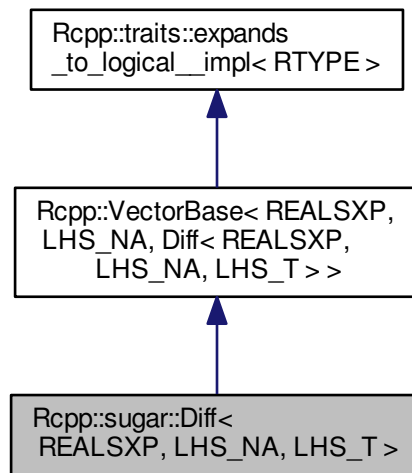 Rcpp::traits::expands
_to_logical__impl< RTYPE >
Rcpp::VectorBase< REALSXP,
LHS_NA, Diff< REALSXP,
LHS_NA, LHS_T > >
Rcpp::sugar::Diff<
REALSXP, LHS_NA, LHS_T >